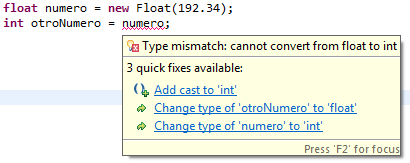 float numero = new Float(192.34);
int otroNumero = numero;
Type mismatch: cannot convert from float to int
3 quick fixes available:
Add cast to 'int'
Change type of 'otroNumero' to 'float'
Change type of 'numero' to 'int'
Press 'F2' for focus